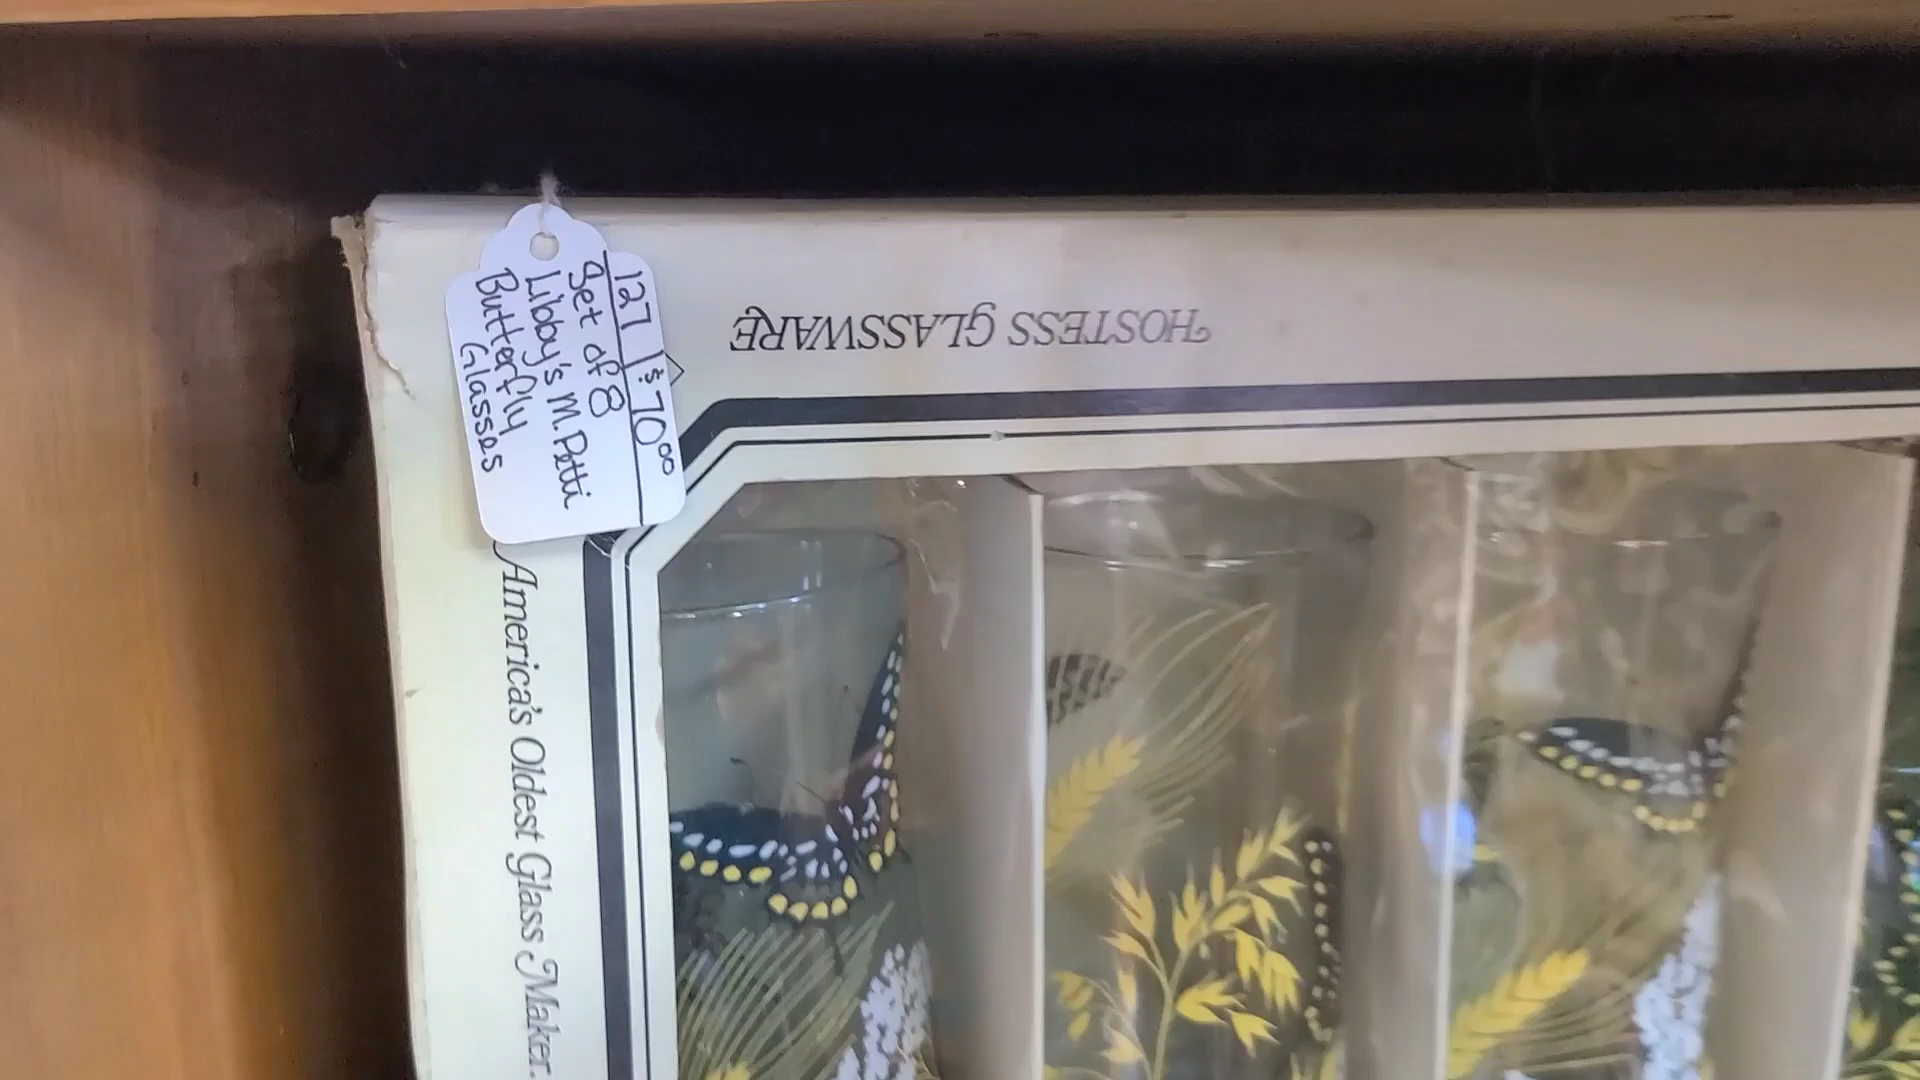 127 | $70.00
Set of 8
Libby's M. Petti
Butterfly
Glasses
HOSTESS GLASSWARE
America's Oldest Glass Maker.